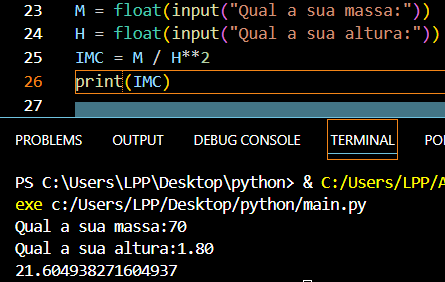 23 M = float(input("Qual a sua massa:"))
24 H = float(input("Qual a sua altura:"))
25 IMC = M / H**2
26 print(IMC)
27
PROBLEMS OUTPUT DEBUG CONSOLE TERMINAL PO
PS C:\Users\LPP\Desktop\python> & C:/Users/LPP/A
exe c:/Users/LPP/Desktop/python/main.py
Qual a sua massa:70
Qual a sua altura:1.80
21.604938271604937